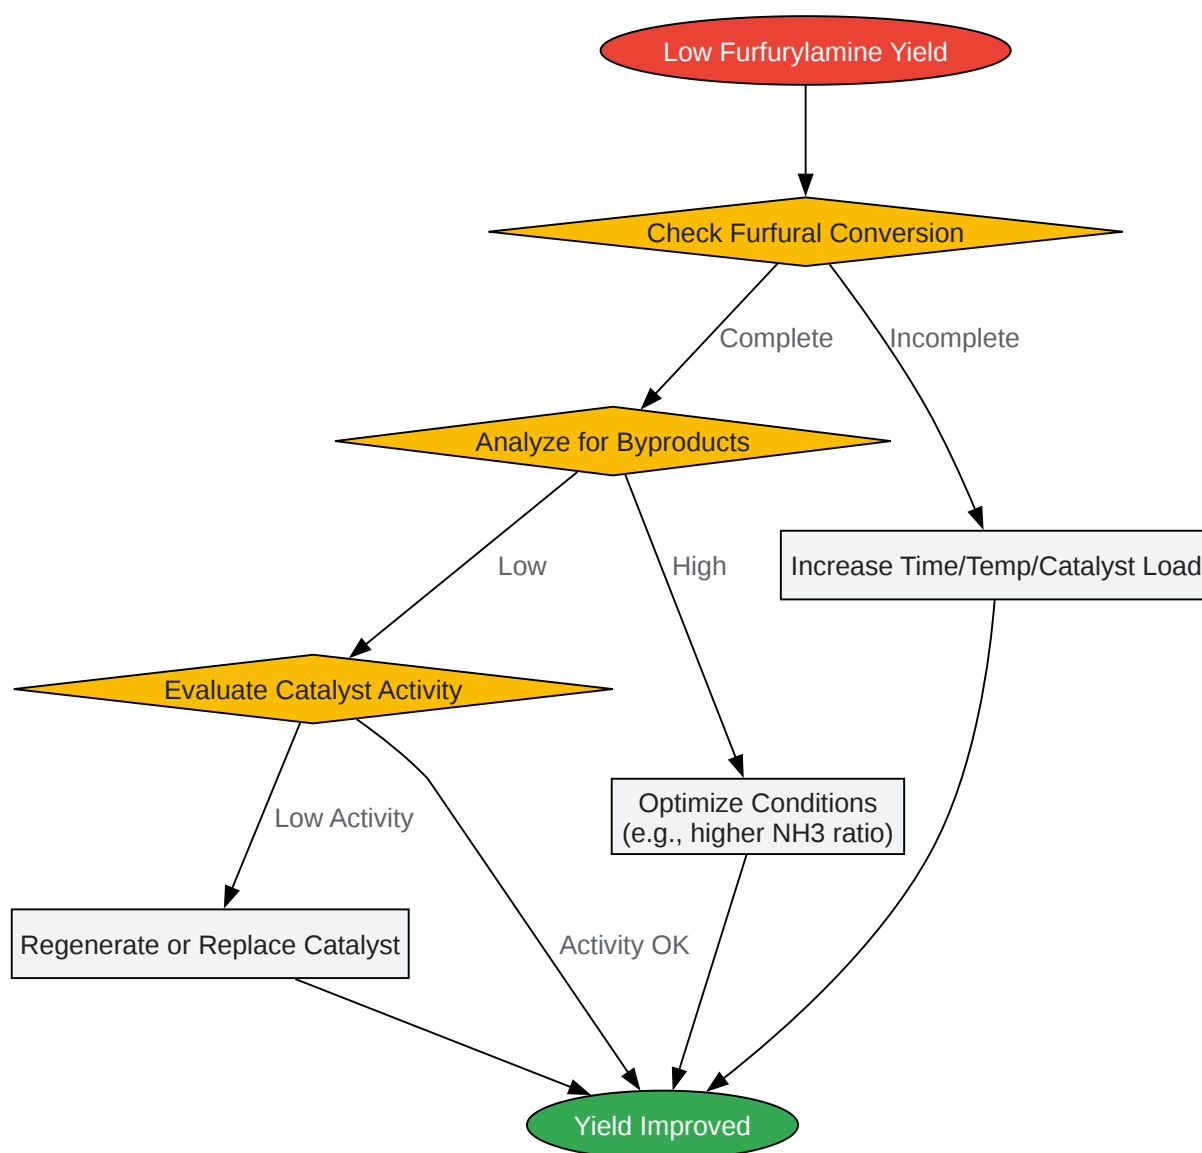 Low Furfurylamine Yield
Check Furfural Conversion
Complete
Incomplete
Analyze for Byproducts
Low
High
Increase Time/Temp/Catalyst Load
Evaluate Catalyst Activity
Low Activity
Optimize Conditions
(e.g., higher NH3 ratio)
Regenerate or Replace Catalyst
Activity OK
Yield Improved